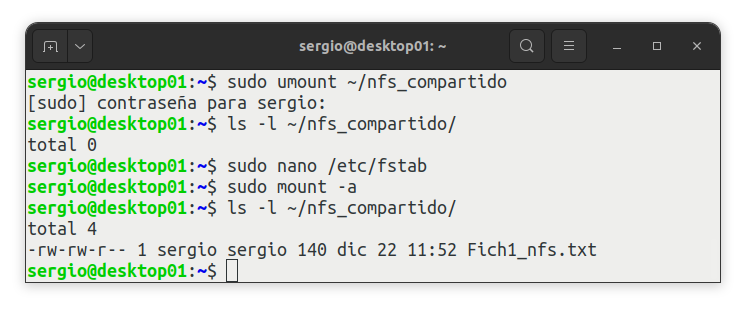 sergio@desktop01: ~
sergio@desktop01:~$ sudo umount ~/nfs_compartido
[sudo] contraseña para sergio:
sergio@desktop01:~$ ls -l ~/nfs_compartido/
total 0
sergio@desktop01:~$ sudo nano /etc/fstab
sergio@desktop01:~$ sudo mount -a
sergio@desktop01:~$ ls -l ~/nfs_compartido/
total 4
-rw-rw-r-- 1 sergio sergio 140 dic 22 11:52 Fich1_nfs.txt
sergio@desktop01:~$